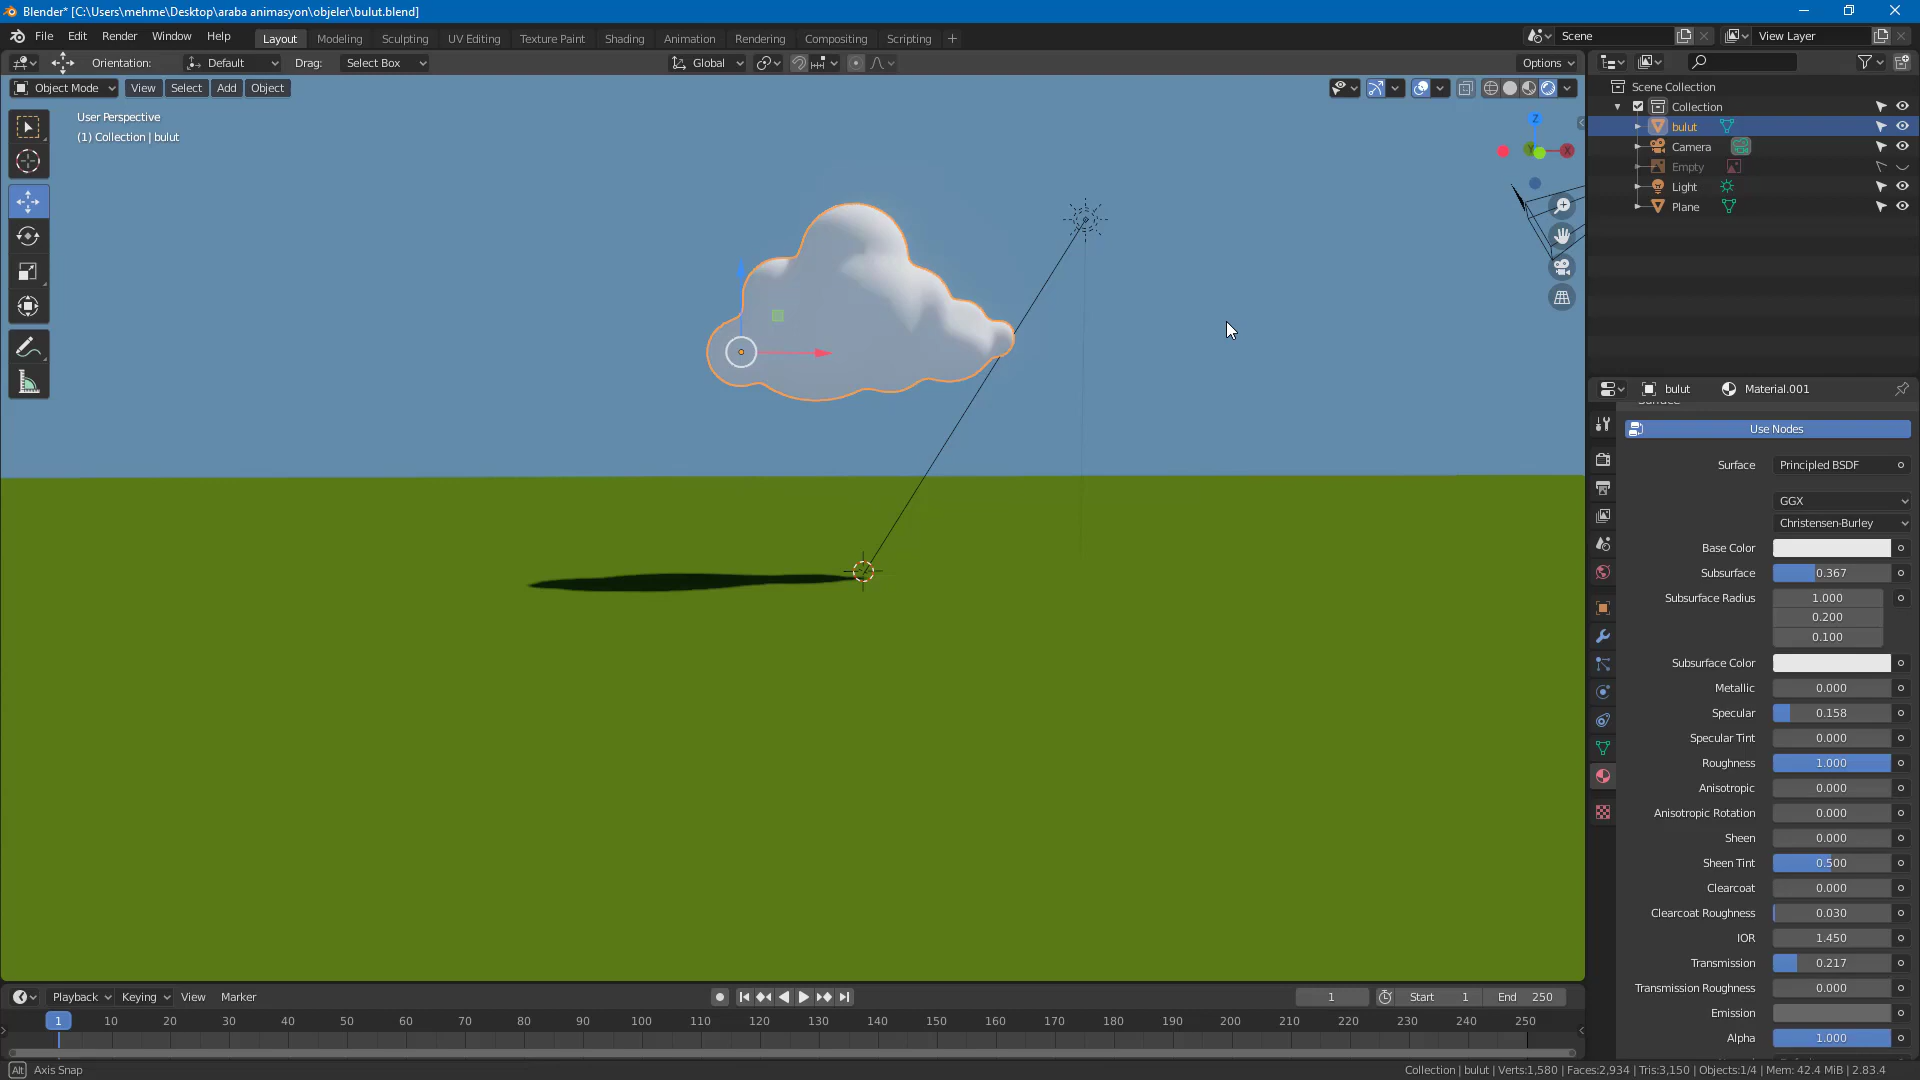 Blender* [C:\Users\mehme\Desktop\araba animasyon\objeler\bulut.blend]
File Edit Render Window Help Layout Modeling Sculpting UV Editing Texture Paint Shading Animation Rendering Compositing Scripting Scene View Layer
Orientation: Default Drag: Select Box Global Options
Object Mode View Select Add Object
User Perspective
(1) Collection | bulut
Z
X
Y
Scene Collection
Collection
bulut
Camera
Empty
Light
Plane
bulut Material.001
Surface
Use Nodes
Surface Principled BSDF
GGX
Christensen-Burley
Base Color
Subsurface 0.367
Subsurface Radius 1.000
0.200
0.100
Subsurface Color
Metallic 0.000
Specular 0.158
Specular Tint 0.000
Roughness 1.000
Anisotropic 0.000
Anisotropic Rotation 0.000
Sheen 0.000
Sheen Tint 0.500
Clearcoat 0.000
Clearcoat Roughness 0.030
IOR 1.450
Transmission 0.217
Transmission Roughness 0.000
Emission
Alpha 1.000
Playback Keying View Marker 1 Start 1 End 250
1 10 20 30 40 50 60 70 80 90 100 110 120 130 140 150 160 170 180 190 200 210 220 230 240 250
Alt Axis Snap
Collection | bulut | Verts:1,580 | Faces:2,934 | Tris:3,150 | Objects:1/4 | Mem: 42.4 MiB | 2.83.4